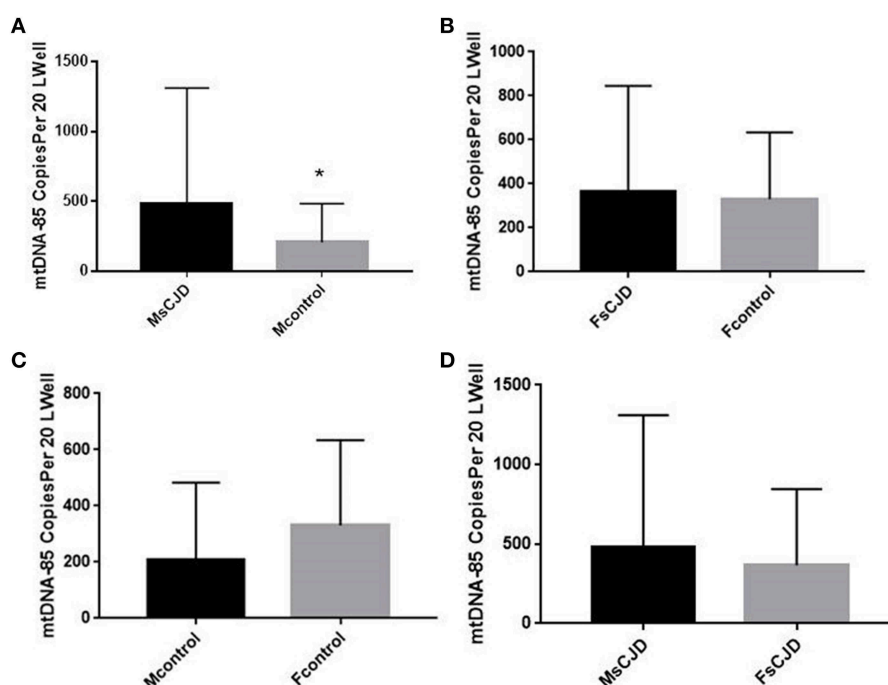 A
mtDNA-85 CopiesPer 20 LWell
1500
1000
500
0
*
MsCJD
Mcontrol
B
mtDNA-85 CopiesPer 20 LWell
1000
800
600
400
200
0
FsCJD
Fcontrol
C
mtDNA-85 CopiesPer 20 LWell
800
600
400
200
0
Mcontrol
Fcontrol
D
mtDNA-85 CopiesPer 20 LWell
1500
1000
500
0
MsCJD
FsCJD